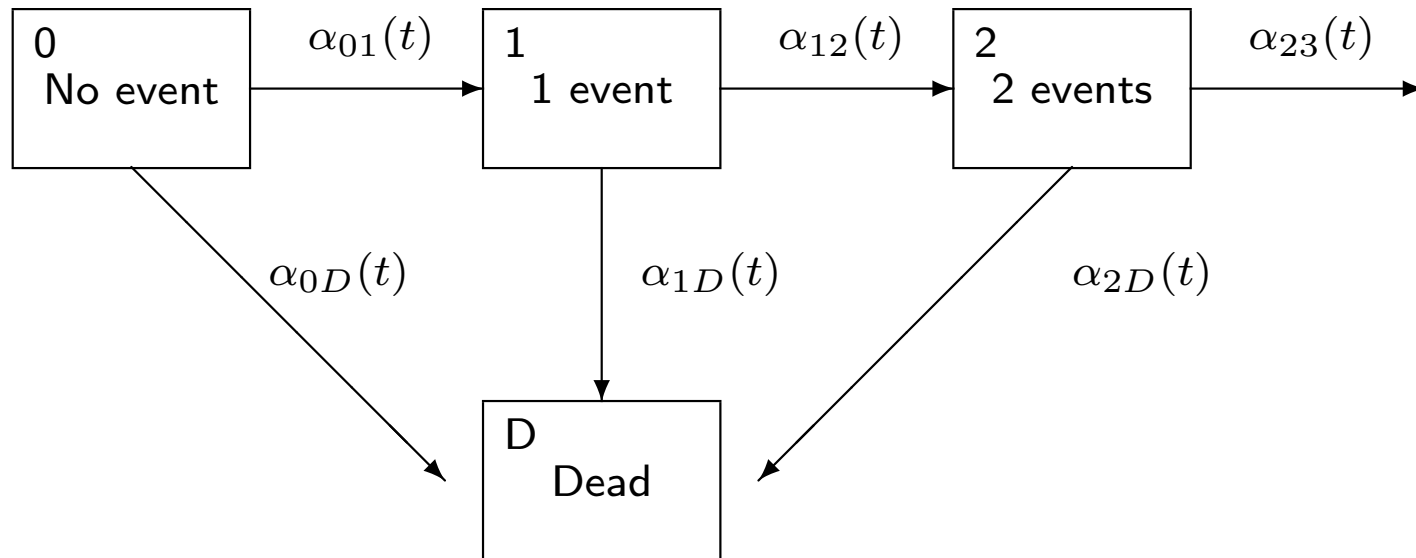 0
No event
α₀₁(t)
1
1 event
α₁₂(t)
2
2 events
α₂₃(t)
α₀D(t)
α₁D(t)
α₂D(t)
D
Dead